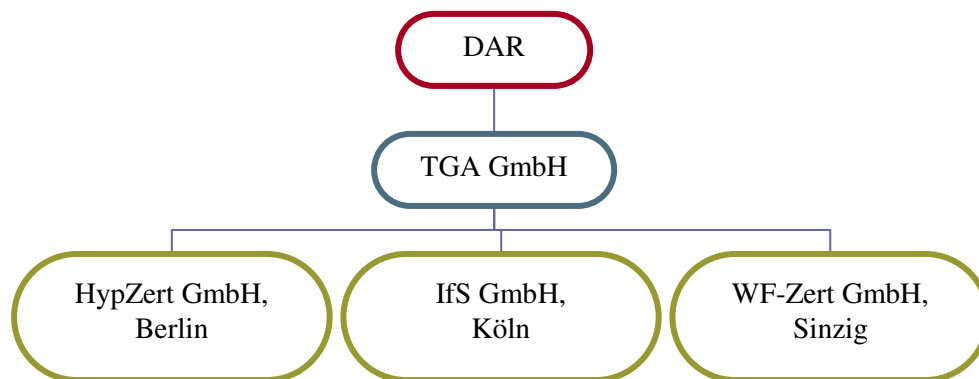 DAR
TGA GmbH
HypZert GmbH,
Berlin
IfS GmbH,
Köln
WF-Zert GmbH,
Sinzig